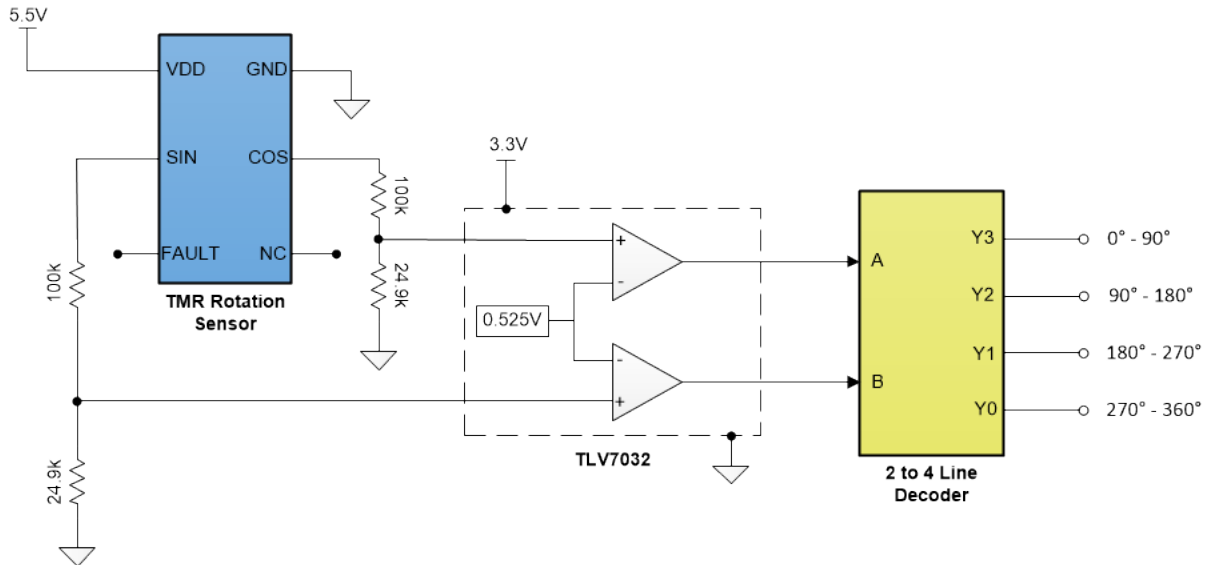 5.5V
VDD
GND
SIN
COS
FAULT
NC
TMR Rotation
Sensor
100k
24.9k
100k
24.9k
3.3V
+
-
0.525V
-
+
TLV7032
A
B
Y3
Y2
Y1
Y0
2 to 4 Line
Decoder
0° - 90°
90° - 180°
180° - 270°
270° - 360°